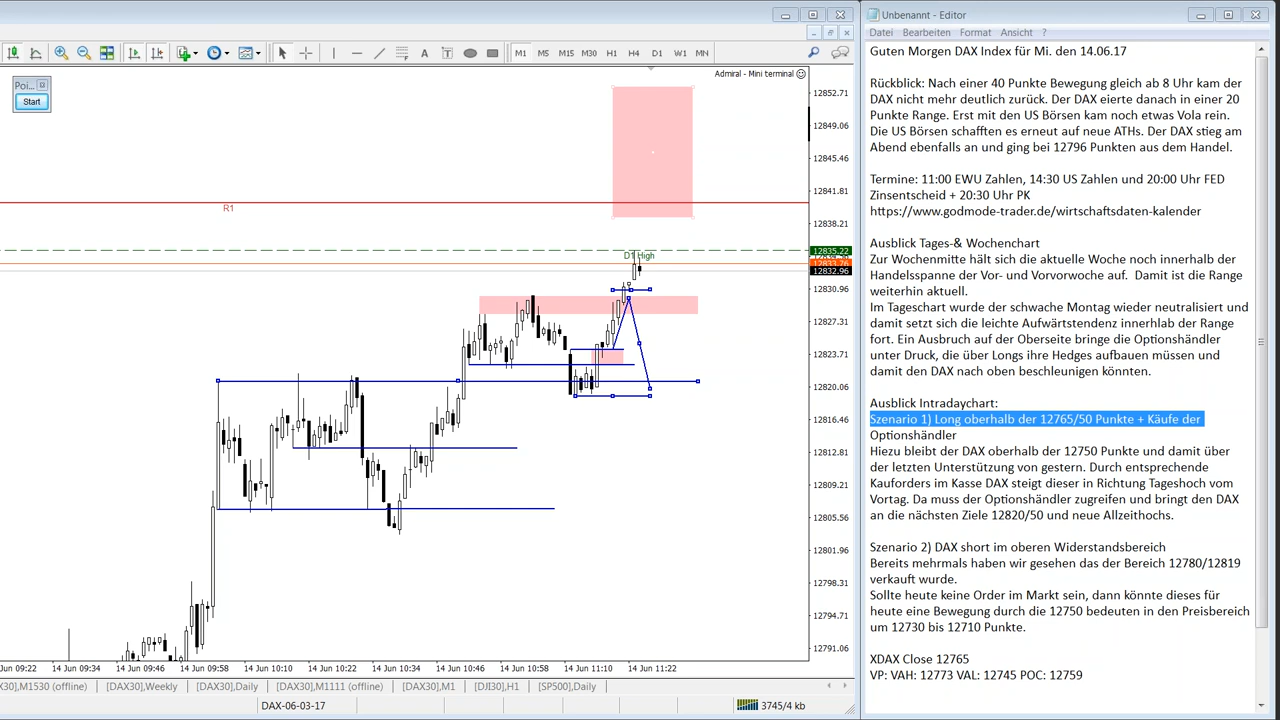 Unbenannt - Editor
Datei Bearbeiten Format Ansicht ?
M1 M5 M15 M30 H1 H4 D1 W1 MN
Poi...
Start
Admiral - Mini terminal
R1
D1 High
12852.71
12849.06
12845.46
12841.81
12838.21
12835.22
12833.76
12832.96
12830.96
12827.31
12823.71
12820.06
12816.46
12812.81
12809.21
12805.56
12801.96
12798.31
12794.71
12791.06
Jun 09:22 14 Jun 09:34 14 Jun 09:46 14 Jun 09:58 14 Jun 10:10 14 Jun 10:22 14 Jun 10:34 14 Jun 10:46 14 Jun 10:58 14 Jun 11:10 14 Jun 11:22
X30],M1530 (offline) [DAX30],Weekly [DAX30],Daily [DAX30],M1111 (offline) [DAX30],M1 [DJI30],H1 [SP500],Daily
DAX-06-03-17 3745/4 kb
Guten Morgen DAX Index für Mi. den 14.06.17
Rückblick: Nach einer 40 Punkte Bewegung gleich ab 8 Uhr kam der
DAX nicht mehr deutlich zurück. Der DAX eierte danach in einer 20
Punkte Range. Erst mit den US Börsen kam noch etwas Vola rein.
Die US Börsen schafften es erneut auf neue ATHs. Der DAX stieg am
Abend ebenfalls an und ging bei 12796 Punkten aus dem Handel.
Termine: 11:00 EWU Zahlen, 14:30 US Zahlen und 20:00 Uhr FED
Zinsentscheid + 20:30 Uhr PK
https://www.godmode-trader.de/wirtschaftsdaten-kalender
Ausblick Tages-& Wochenchart
Zur Wochenmitte hält sich die aktuelle Woche noch innerhalb der
Handelsspanne der Vor- und Vorvorwoche auf. Damit ist die Range
weiterhin aktuell.
Im Tageschart wurde der schwache Montag wieder neutralisiert und
damit setzt sich die leichte Aufwärtstendenz innerhlab der Range
fort. Ein Ausbruch auf der Oberseite bringe die Optionshändler
unter Druck, die über Longs ihre Hedges aufbauen müssen und
damit den DAX nach oben beschleunigen könnten.
Ausblick Intradaychart:
Szenario 1) Long oberhalb der 12765/50 Punkte + Käufe der
Optionshändler
Hiezu bleibt der DAX oberhalb der 12750 Punkte und damit über
der letzten Unterstützung von gestern. Durch entsprechende
Kauforders im Kasse DAX steigt dieser in Richtung Tageshoch vom
Vortag. Da muss der Optionshändler zugreifen und bringt den DAX
an die nächsten Ziele 12820/50 und neue Allzeithochs.
Szenario 2) DAX short im oberen Widerstandsbereich
Bereits mehrmals haben wir gesehen das der Bereich 12780/12819
verkauft wurde.
Sollte heute keine Order im Markt sein, dann könnte dieses für
heute eine Bewegung durch die 12750 bedeuten in den Preisbereich
um 12730 bis 12710 Punkte.
XDAX Close 12765
VP: VAH: 12773 VAL: 12745 POC: 12759